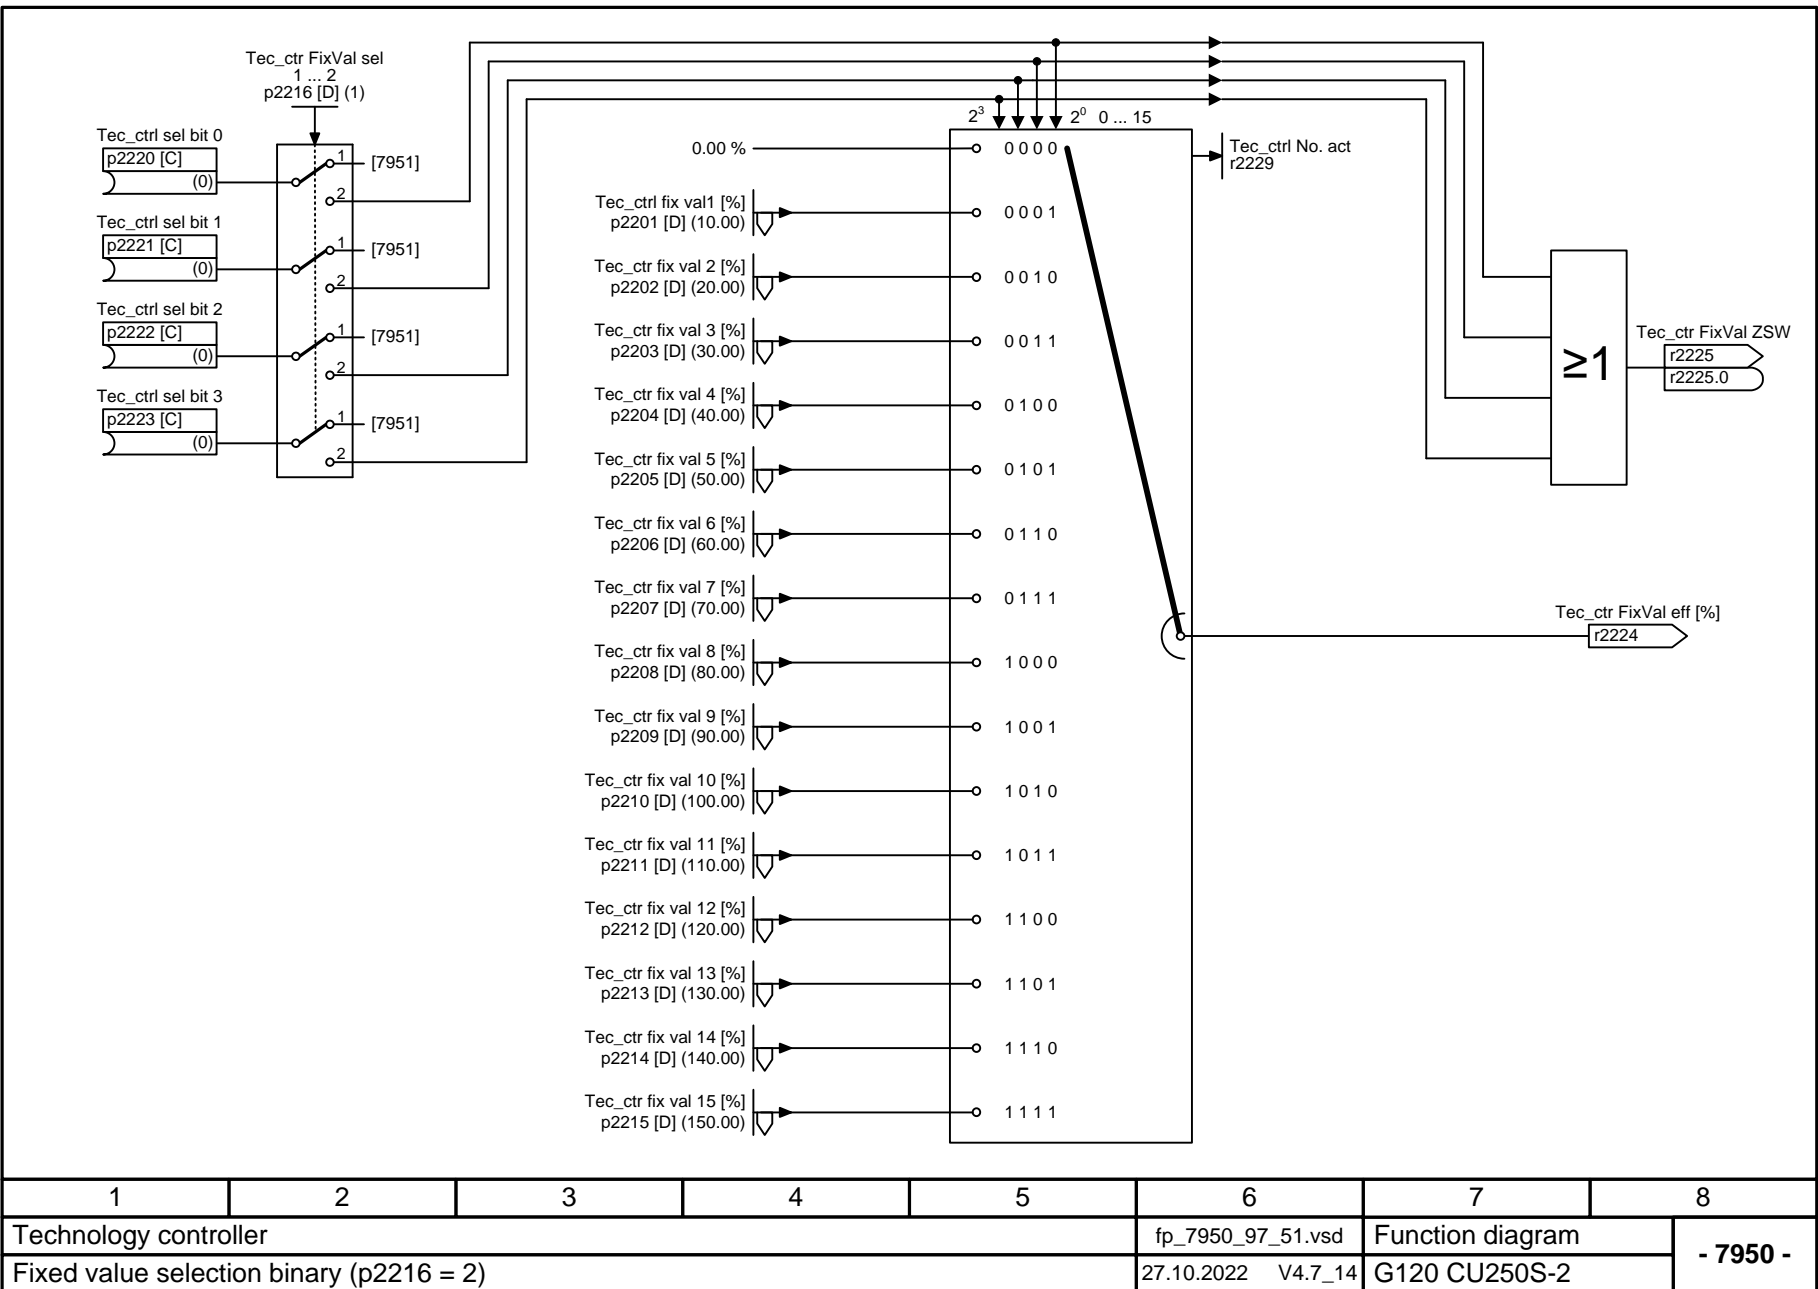 Tec_ctr FixVal sel
1 ... 2
p2216 [D] (1)
Tec_ctrl sel bit 0
p2220 [C]
(0)
1
[7951]
2
Tec_ctrl sel bit 1
p2221 [C]
(0)
1
[7951]
2
Tec_ctrl sel bit 2
p2222 [C]
(0)
1
[7951]
2
Tec_ctrl sel bit 3
p2223 [C]
(0)
1
[7951]
2
2³ 2⁰ 0 ... 15
0.00 % 0 0 0 0
Tec_ctrl No. act
r2229
Tec_ctrl fix val1 [%]
p2201 [D] (10.00) 0 0 0 1
Tec_ctr fix val 2 [%]
p2202 [D] (20.00) 0 0 1 0
Tec_ctr fix val 3 [%]
p2203 [D] (30.00) 0 0 1 1
Tec_ctr fix val 4 [%]
p2204 [D] (40.00) 0 1 0 0
Tec_ctr fix val 5 [%]
p2205 [D] (50.00) 0 1 0 1
Tec_ctr fix val 6 [%]
p2206 [D] (60.00) 0 1 1 0
Tec_ctr fix val 7 [%]
p2207 [D] (70.00) 0 1 1 1
Tec_ctr fix val 8 [%]
p2208 [D] (80.00) 1 0 0 0
Tec_ctr fix val 9 [%]
p2209 [D] (90.00) 1 0 0 1
Tec_ctr fix val 10 [%]
p2210 [D] (100.00) 1 0 1 0
Tec_ctr fix val 11 [%]
p2211 [D] (110.00) 1 0 1 1
Tec_ctr fix val 12 [%]
p2212 [D] (120.00) 1 1 0 0
Tec_ctr fix val 13 [%]
p2213 [D] (130.00) 1 1 0 1
Tec_ctr fix val 14 [%]
p2214 [D] (140.00) 1 1 1 0
Tec_ctr fix val 15 [%]
p2215 [D] (150.00) 1 1 1 1
≥1
Tec_ctr FixVal ZSW
r2225
r2225.0
Tec_ctr FixVal eff [%]
r2224
1 2 3 4 5 6 7 8
Technology controller fp_7950_97_51.vsd Function diagram
- 7950 -
Fixed value selection binary (p2216 = 2) 27.10.2022 V4.7_14 G120 CU250S-2